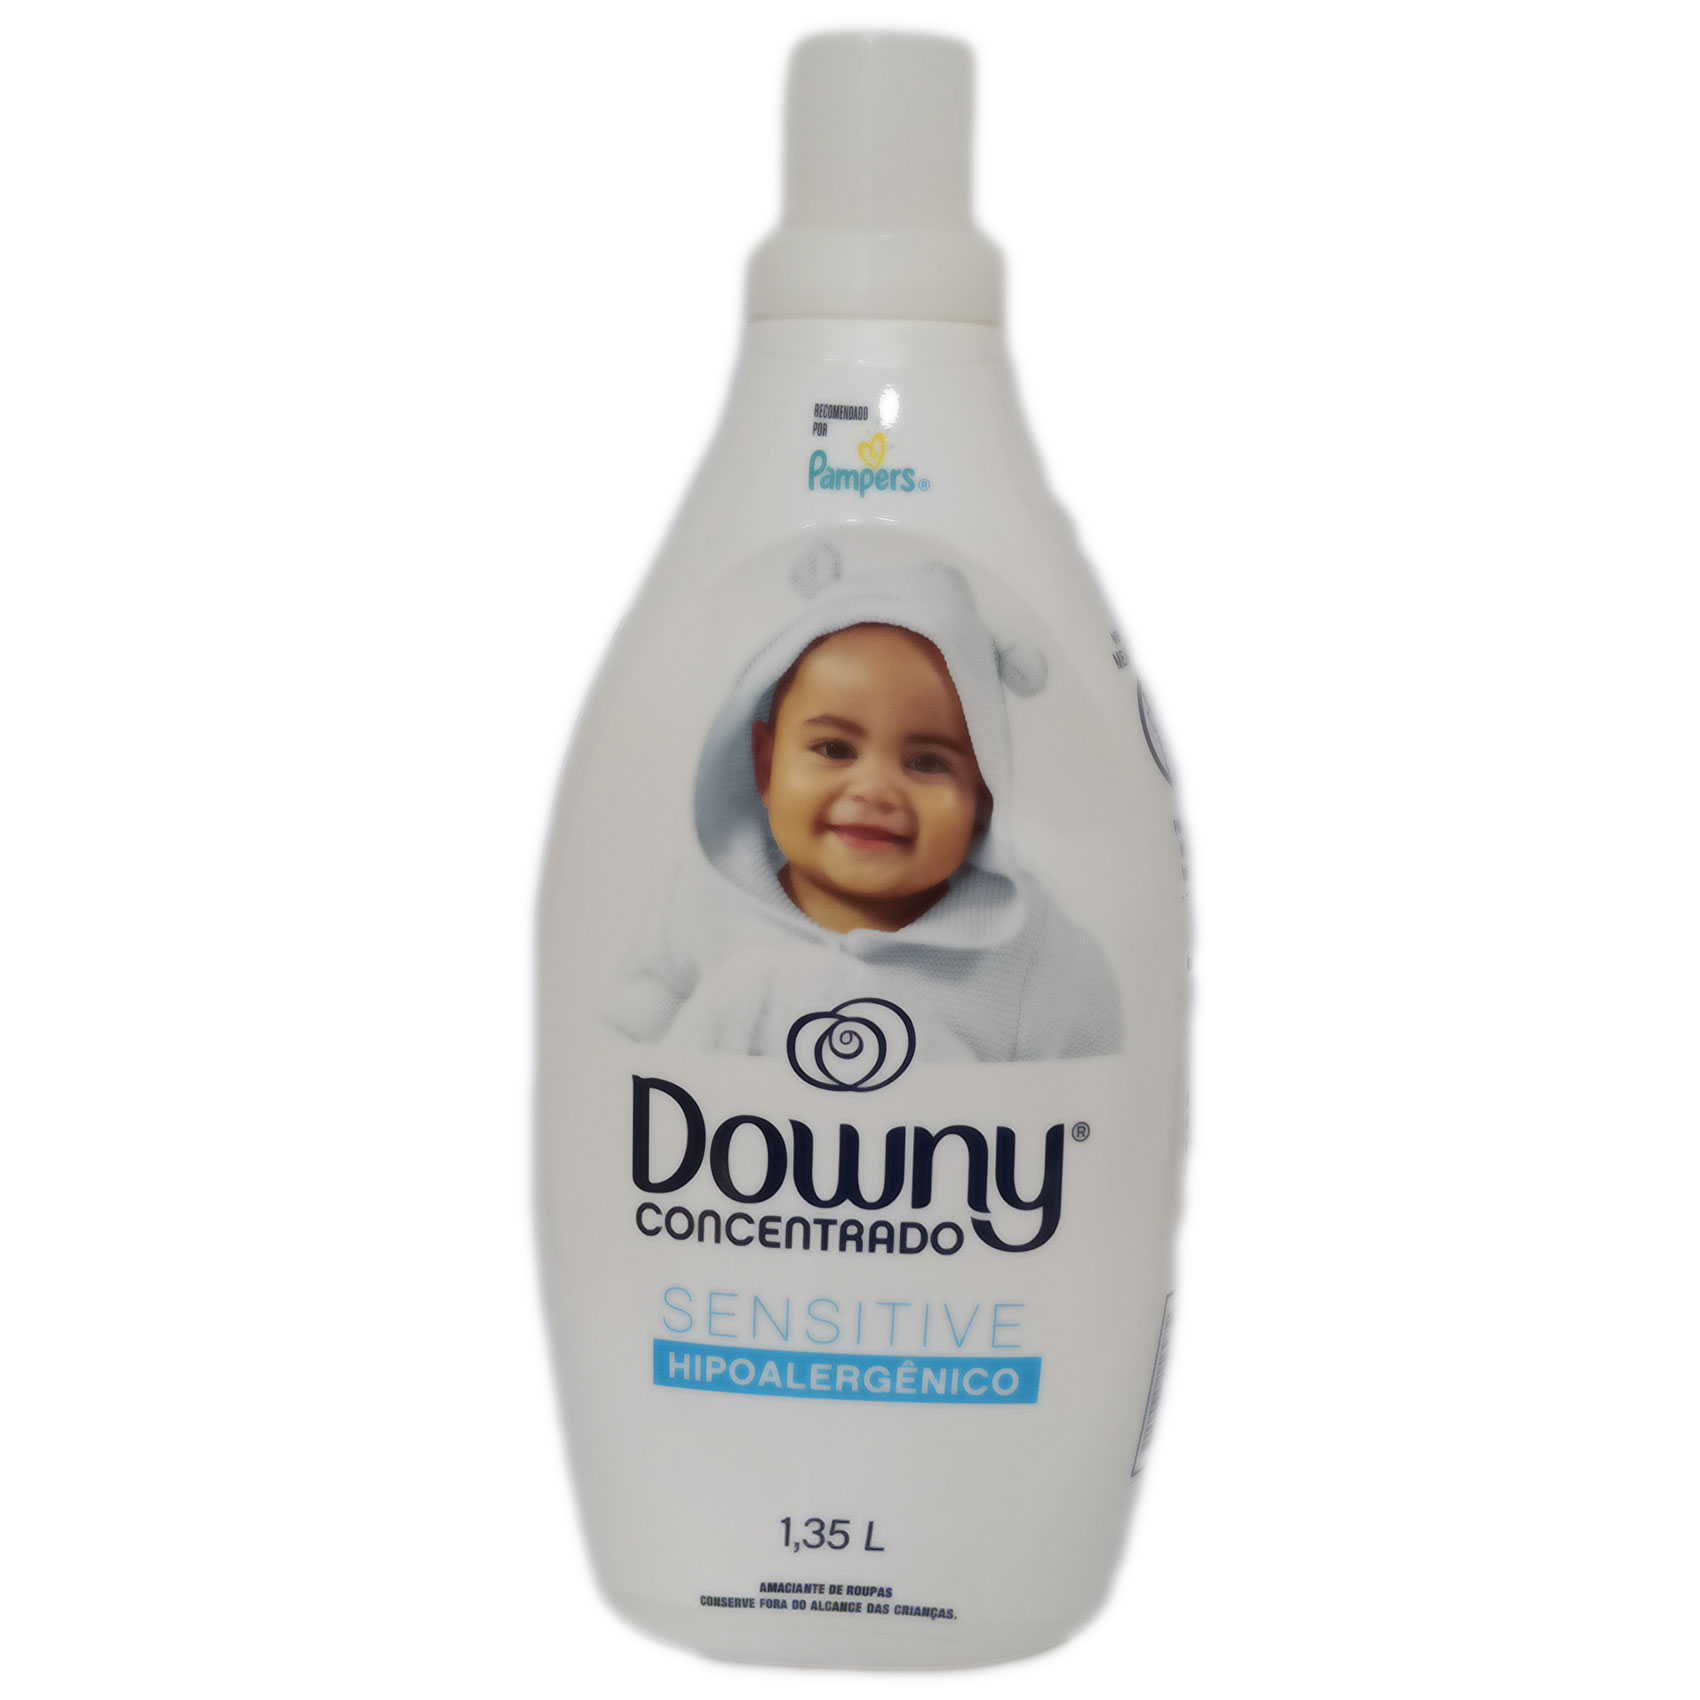 RECOMENDADO
POR
Pampers®
Downy®
CONCENTRADO
SENSITIVE
HIPOALERGÊNICO
1,35 L
AMACIANTE DE ROUPAS
CONSERVE FORA DO ALCANCE DAS CRIANÇAS.